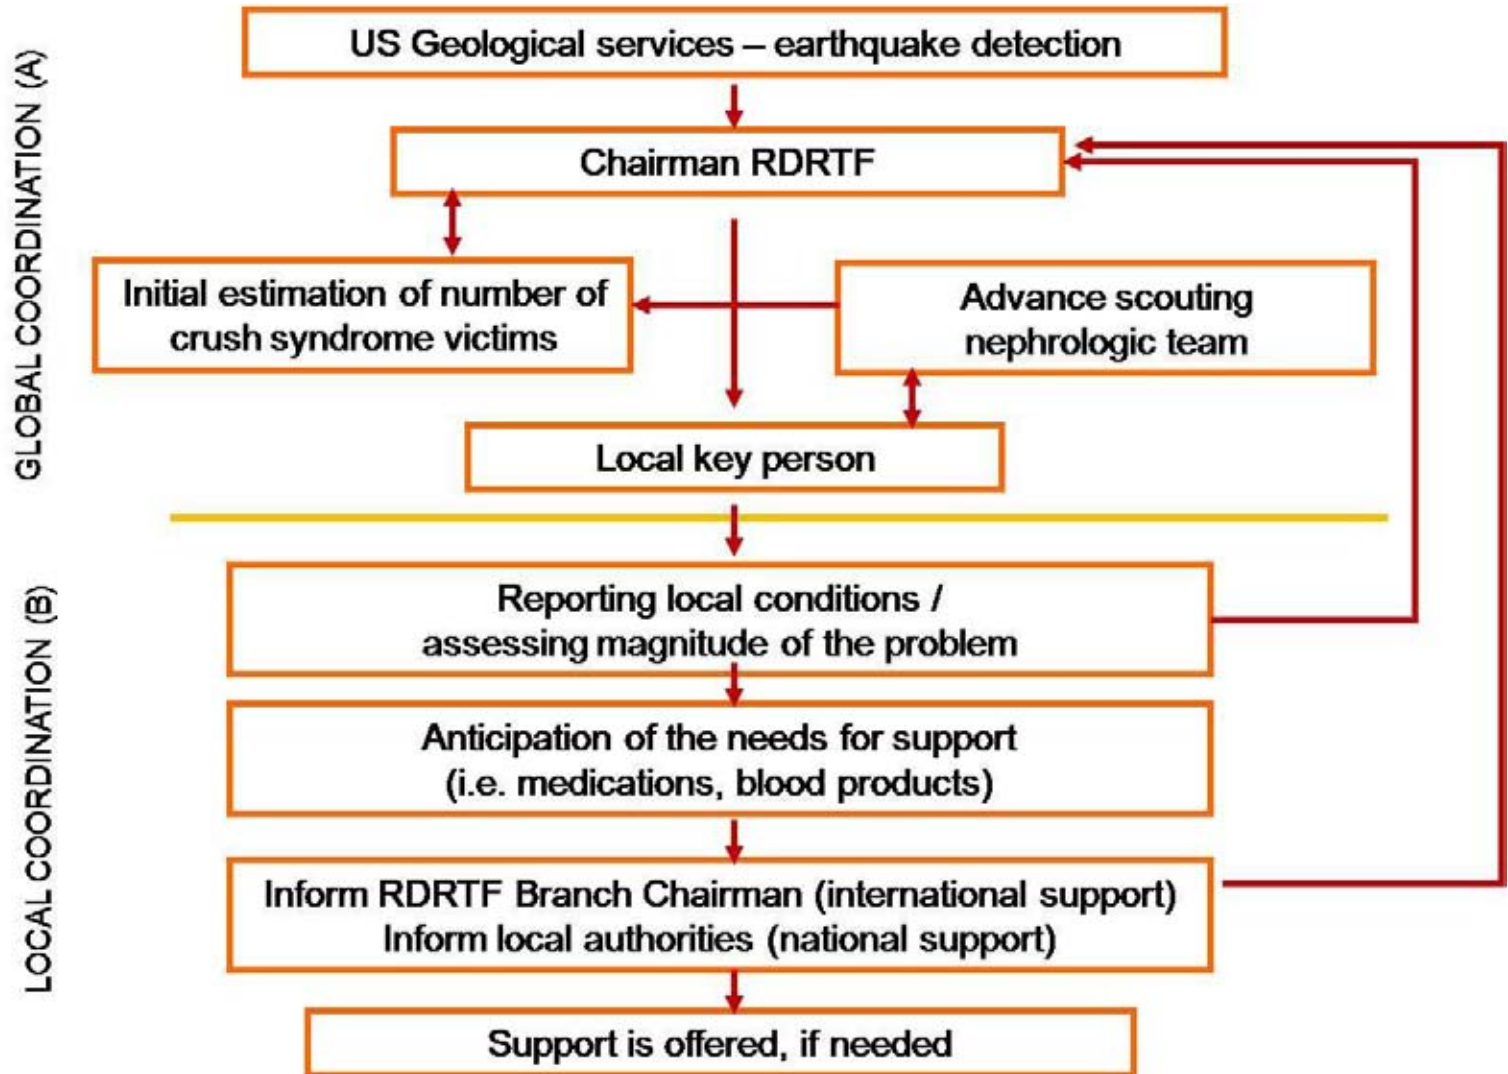 US Geological services – earthquake detection
GLOBAL COORDINATION (A)
Chairman RDRTF
Initial estimation of number of
crush syndrome victims
Advance scouting
nephrologic team
Local key person
LOCAL COORDINATION (B)
Reporting local conditions /
assessing magnitude of the problem
Anticipation of the needs for support
(i.e. medications, blood products)
Inform RDRTF Branch Chairman (international support)
Inform local authorities (national support)
Support is offered, if needed